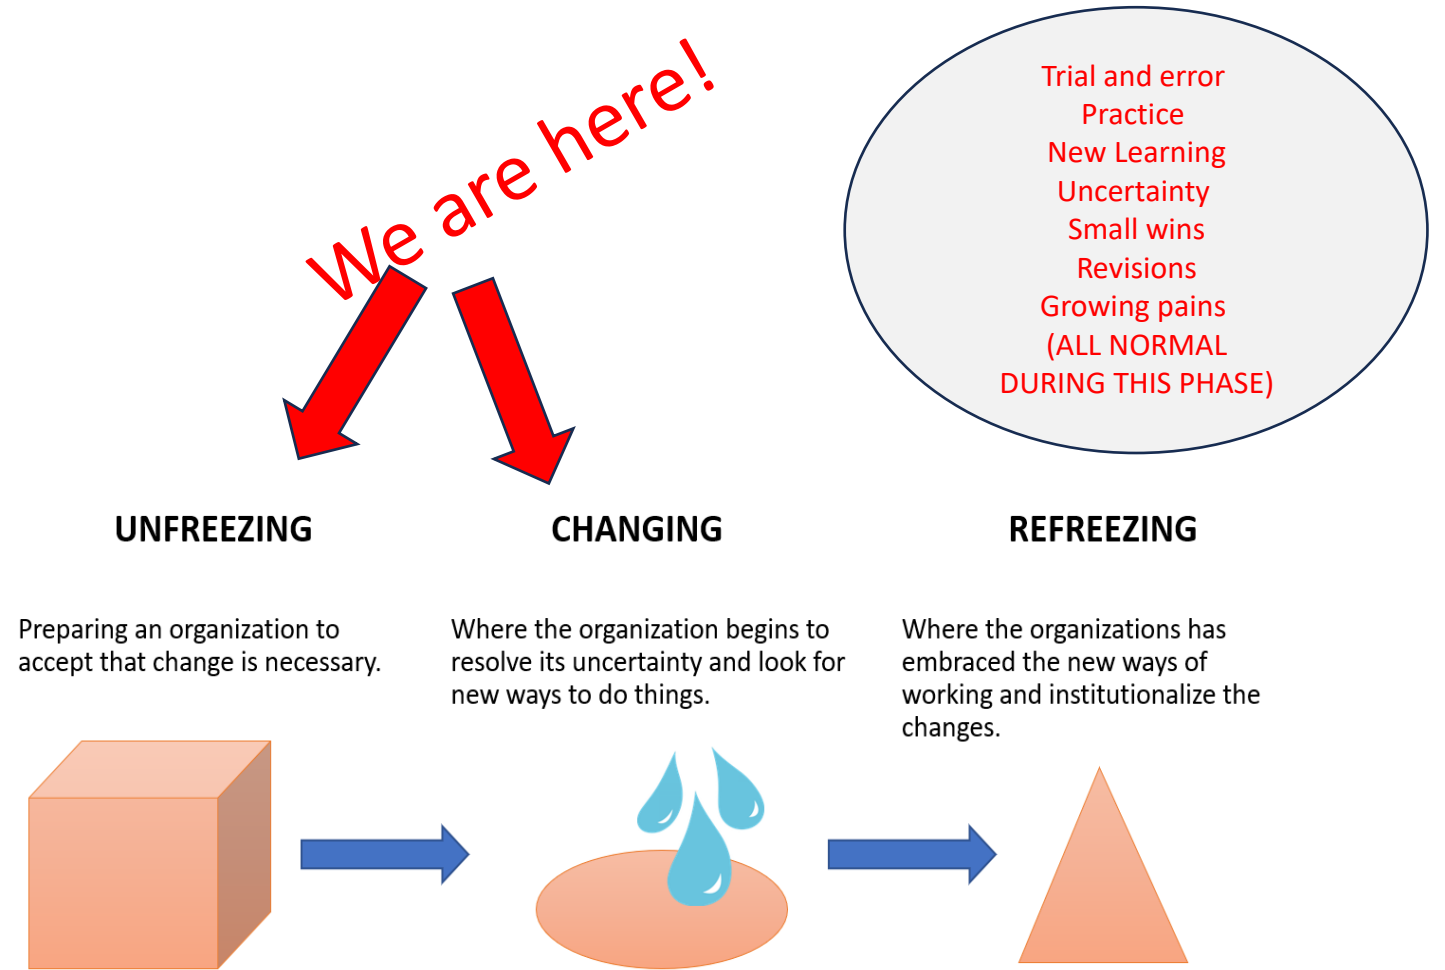 We are here!
Trial and error
Practice
New Learning
Uncertainty
Small wins
Revisions
Growing pains
(ALL NORMAL
DURING THIS PHASE)
UNFREEZING
Preparing an organization to
accept that change is necessary.
CHANGING
Where the organization begins to
resolve its uncertainty and look for
new ways to do things.
REFREEZING
Where the organizations has
embraced the new ways of
working and institutionalize the
changes.